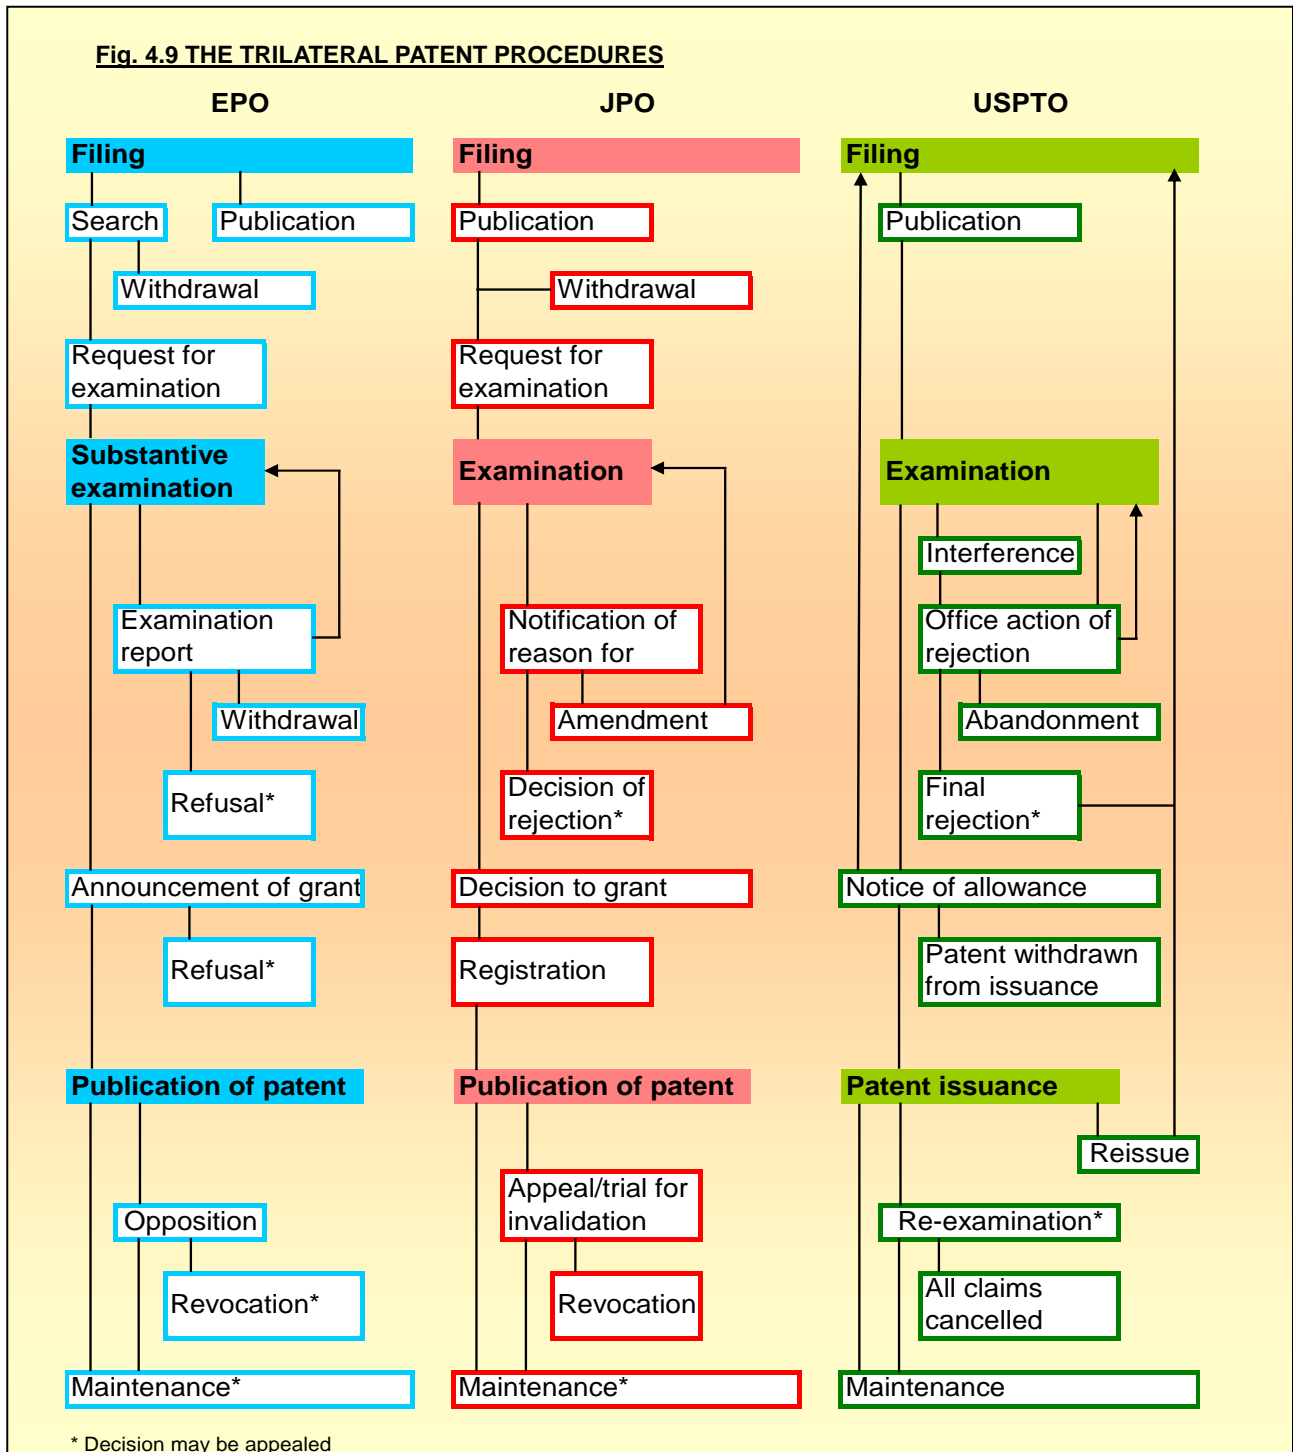 Fig. 4.9 THE TRILATERAL PATENT PROCEDURES
EPO
JPO
USPTO
Filing
Search
Publication
Withdrawal
Request for
examination
Substantive
examination
Examination
report
Withdrawal
Refusal*
Announcement of grant
Refusal*
Publication of patent
Opposition
Revocation*
Maintenance*
Filing
Publication
Withdrawal
Request for
examination
Examination
Notification of
reason for
Amendment
Decision of
rejection*
Decision to grant
Registration
Publication of patent
Appeal/trial for
invalidation
Revocation
Maintenance*
Filing
Publication
Examination
Interference
Office action of
rejection
Abandonment
Final
rejection*
Notice of allowance
Patent withdrawn
from issuance
Patent issuance
Reissue
Re-examination*
All claims
cancelled
Maintenance
* Decision may be appealed